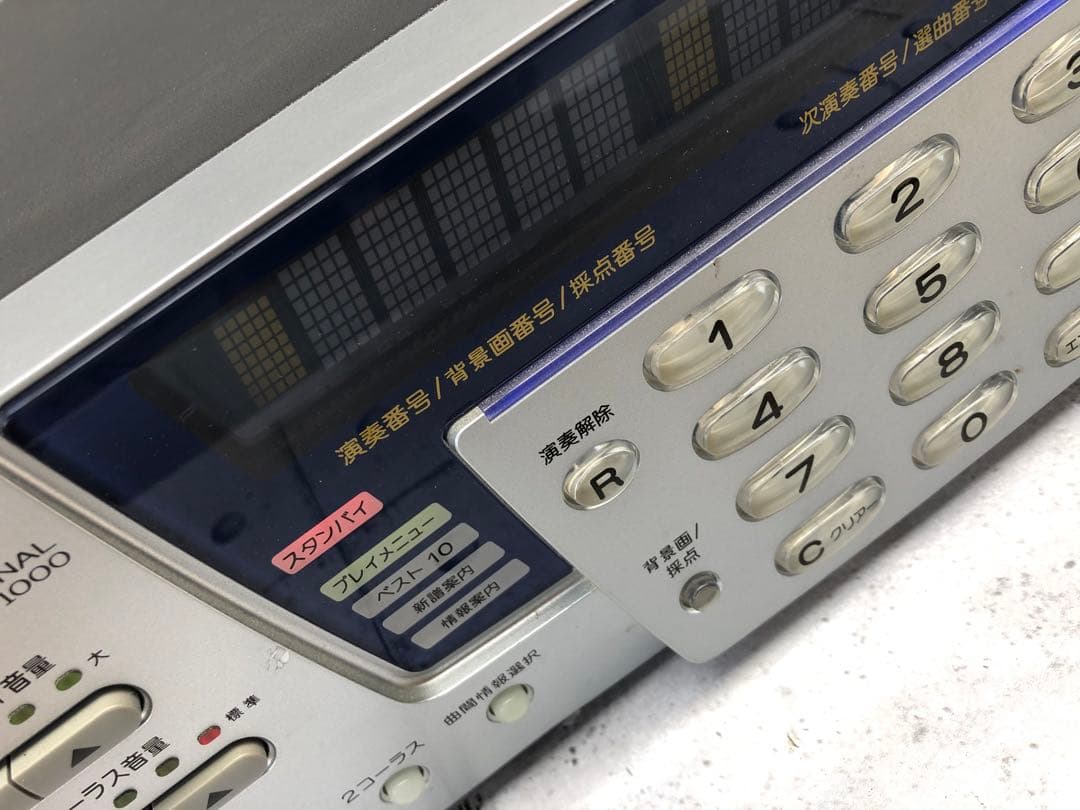 次演奏番号/選曲番号
演奏番号/背景画番号/採点番号
スタンバイ
プレイメニュー
ベスト 10
新譜案内
情報案内
演奏解除
R
背景画/
採点
1
2
3
4
5
7
8
0
C クリアー
NAL
1000
音量
大
ーラス音量
標準
曲間情報選択
2コーラス